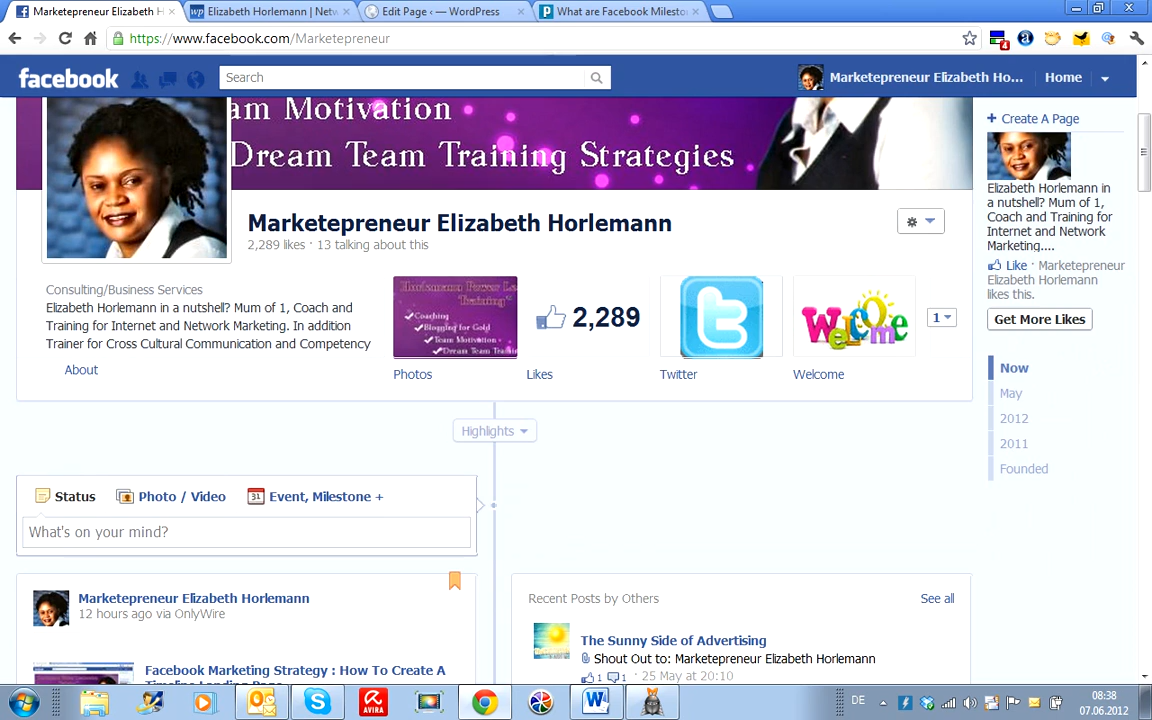 Marketepreneur Elizabeth H
Elizabeth Horlemann | Netw
Edit Page ‹ — WordPress
What are Facebook Milesto
https://www.facebook.com/Marketepreneur
4
facebook
Search
Marketepreneur Elizabeth Ho...
Home
am Motivation
Dream Team Training Strategies
Create A Page
Elizabeth Horlemann in
a nutshell? Mum of 1,
Coach and Training for
Internet and Network
Marketing....
Like · Marketepreneur
Elizabeth Horlemann
likes this.
Get More Likes
Marketepreneur Elizabeth Horlemann
2,289 likes · 13 talking about this
Consulting/Business Services
Elizabeth Horlemann in a nutshell? Mum of 1, Coach and
Training for Internet and Network Marketing. In addition
Trainer for Cross Cultural Communication and Competency
About
Training"
Coaching
Blogging for Gold
Team Motivation
Dream Team Trainin
2,289
Welcome
1
Photos
Likes
Twitter
Welcome
Now
May
2012
2011
Founded
Highlights
Status
Photo / Video
31
Event, Milestone +
What's on your mind?
Marketepreneur Elizabeth Horlemann
12 hours ago via OnlyWire
Facebook Marketing Strategy : How To Create A
Recent Posts by Others
See all
The Sunny Side of Advertising
Shout Out to: Marketepreneur Elizabeth Horlemann
1 1 · 25 May at 20:10
AVIRA
DE
08:38
07.06.2012